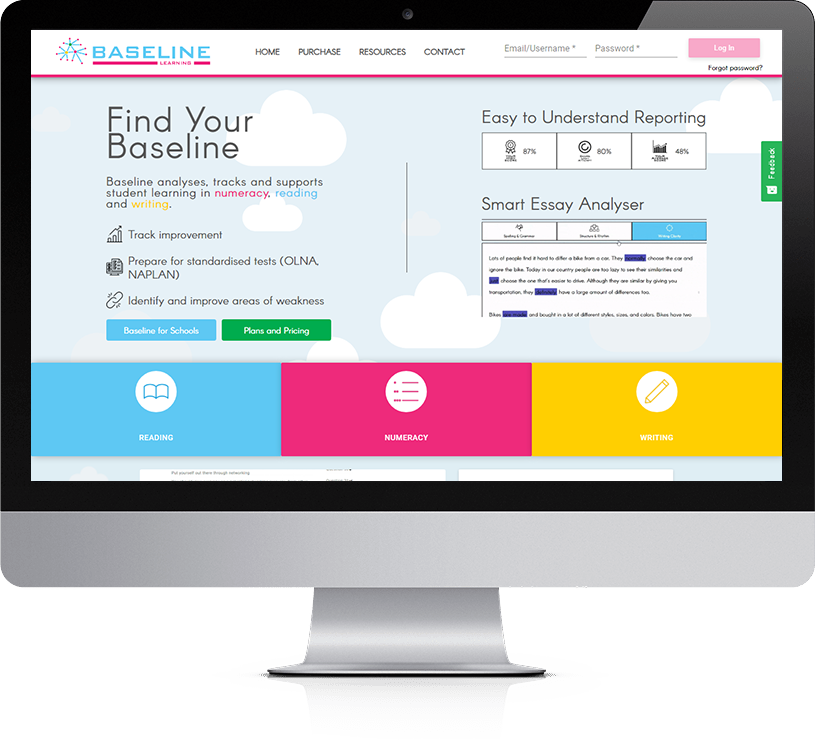 BASELINE
LEARNING
HOME PURCHASE RESOURCES CONTACT
Email/Username * Password * Log In
Forgot password?
Feedback
Find Your
Baseline
Baseline analyses, tracks and supports
student learning in numeracy, reading
and writing.
Track improvement
Prepare for standardised tests (OLNA,
NAPLAN)
Identify and improve areas of weakness
Baseline for Schools Plans and Pricing
Easy to Understand Reporting
87% 80% 48%
Smart Essay Analyser
Spelling & Grammar Structure & Rhythm Writing Clarity
Lots of people find it hard to differ a bike from a car. They normally choose the car and
ignore the bike. Today in our country people are too lazy to see their similarities and
just choose the one that's easier to drive. Although they are similar by giving you
transportation, they definitely have a large amount of differences too.
Bikes are made and bought in a lot of different styles, sizes, and colors. Bikes have two
READING NUMERACY WRITING
Put yourself out there through networking